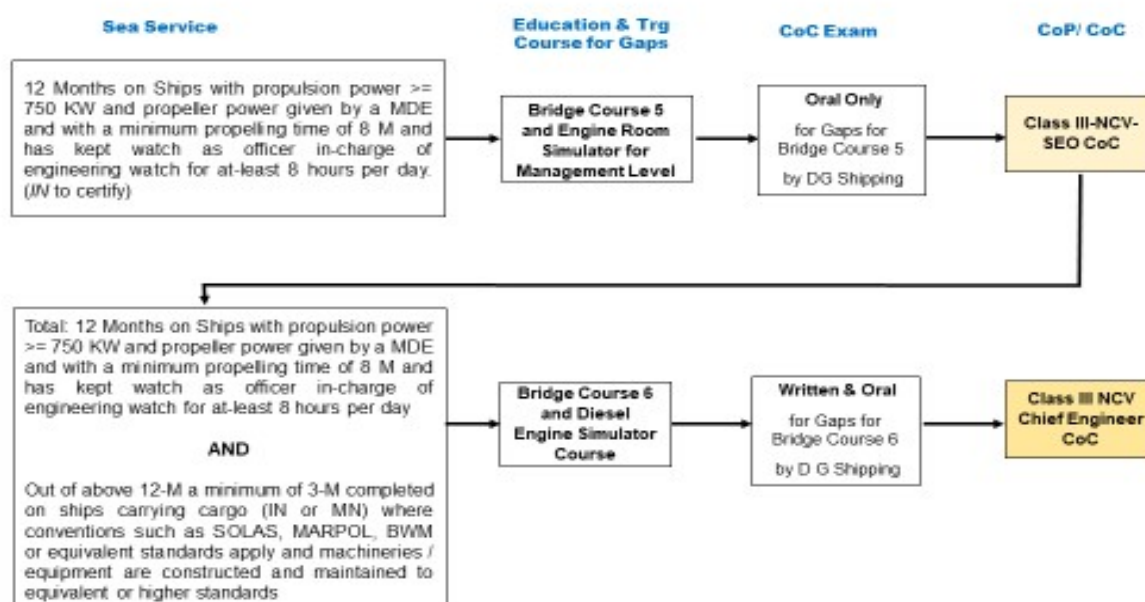 Sea Service
Education & Trg
Course for Gaps
CoC Exam
CoP/ CoC
12 Months on Ships with propulsion power >=
750 KW and propeller power given by a MDE
and with a minimum propelling time of 8 M and
has kept watch as officer in-charge of
engineering watch for at-least 8 hours per day.
(IN to certify)
Bridge Course 5
and Engine Room
Simulator for
Management Level
Oral Only
for Gaps for
Bridge Course 5
by DG Shipping
Class III-NCV-
SEO CoC
Total: 12 Months on Ships with propulsion power
>= 750 KW and propeller power given by a MDE
and with a minimum propelling time of 8 M and
has kept watch as officer in-charge of
engineering watch for at-least 8 hours per day
AND
Out of above 12-M a minimum of 3-M completed
on ships carrying cargo (IN or MN) where
conventions such as SOLAS, MARPOL, BWM
or equivalent standards apply and machineries /
equipment are constructed and maintained to
equivalent or higher standards
Bridge Course 6
and Diesel
Engine Simulator
Course
Written & Oral
for Gaps for
Bridge Course 6
by D G Shipping
Class III NCV
Chief Engineer
CoC